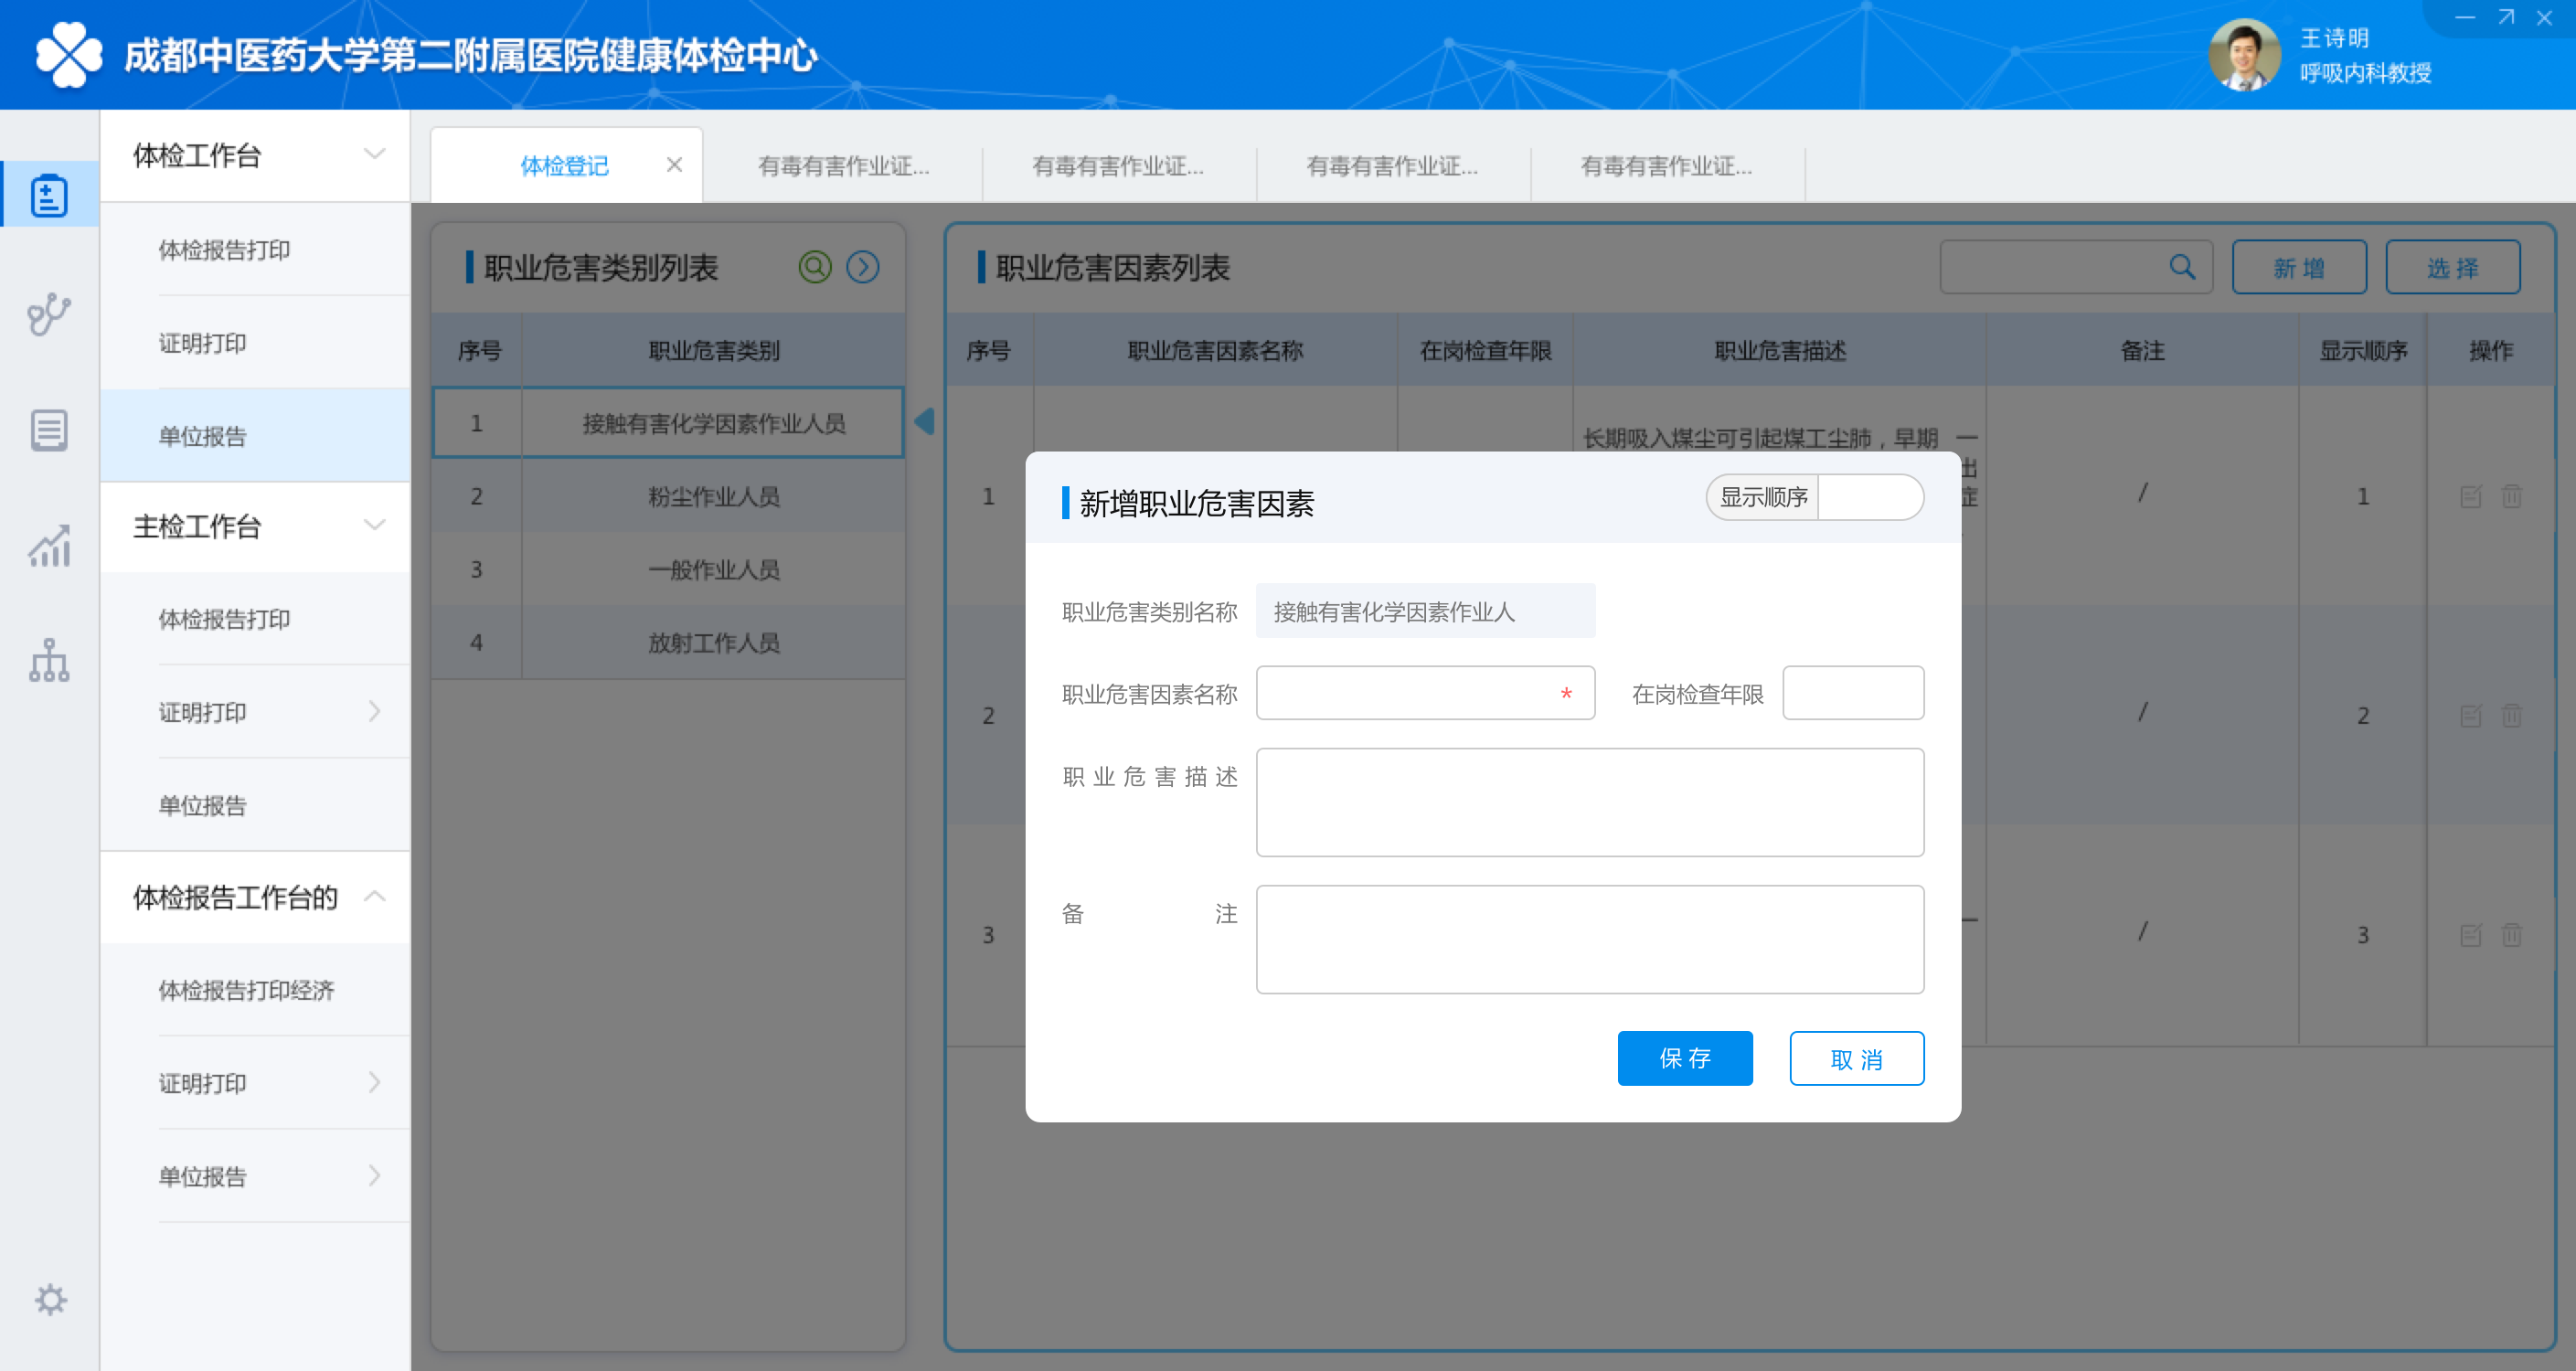 成都中医药大学第二附属医院健康体检中心
王诗明
呼吸内科教授
体检工作台
体检报告打印
证明打印
单位报告
主检工作台
体检报告打印
证明打印
单位报告
体检报告工作台的
体检报告打印经济
证明打印
单位报告
体检登记
有毒有害作业证...
有毒有害作业证...
有毒有害作业证...
有毒有害作业证...
职业危害类别列表
序号 职业危害类别
1 接触有害化学因素作业人员
2 粉尘作业人员
3 一般作业人员
4 放射工作人员
职业危害因素列表
新增
选择
序号 职业危害因素名称 在岗检查年限 职业危害描述 备注 显示顺序 操作
长期吸入煤尘可引起煤工尘肺，早期一
出
症
1 / 1
2 / 2
3 / 3
新增职业危害因素
显示顺序
职业危害类别名称 接触有害化学因素作业人
职业危害因素名称 * 在岗检查年限
职业危害描述
备注
保存
取消